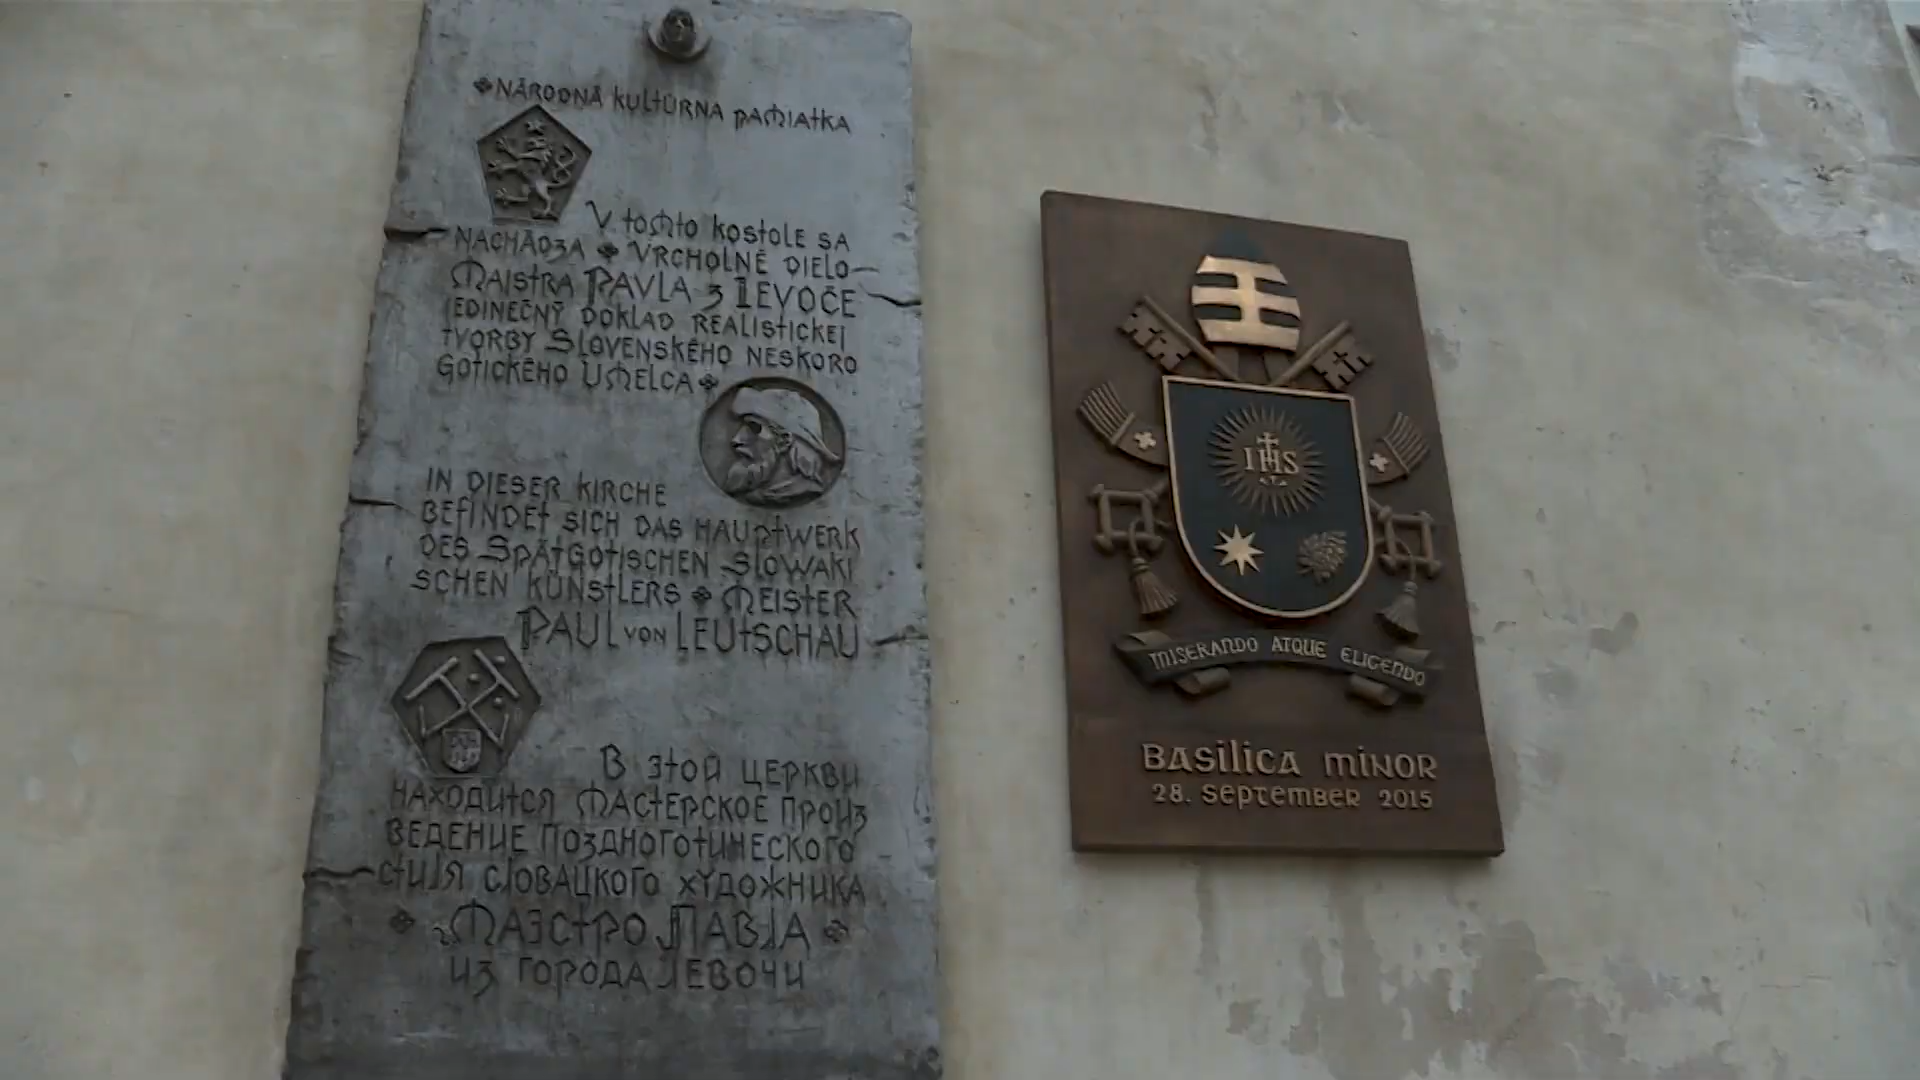 NÁRODNÁ KULTÚRNA PAMIATKA
V TOMTO KOSTOLE SA
NACHÁDZA VRCHOLNÉ DIELO
MAJSTRA PAVLA Z LEVOČE
JEDINEČNÝ DOKLAD REALISTICKEJ
TVORBY SLOVENSKÉHO NESKORO
GOTICKÉHO UMELCA
IN DIESER KIRCHE
BEFINDET SICH DAS HAUPTWERK
DES SPÄTGOTISCHEN SLOWAKI
SCHEN KÜNSTLERS MEISTER
PAUL VON LEUTSCHAU
В ЭТОЙ ЦЕРКВИ
НАХОДИТСЯ МАСТЕРСКОЕ ПРОИЗ
ВЕДЕНИЕ ПОЗДНОГОТИЧЕСКОГО
СТИЛЯ СЛОВАЦКОГО ХУДОЖНИКА
МАЭСТРО ПАВЛА
ИЗ ГОРОДА ЛЕВОЧИ
IHS
MISERANDO ATQUE ELIGENDO
BASILICA MINOR
28. SEPTEMBER 2015